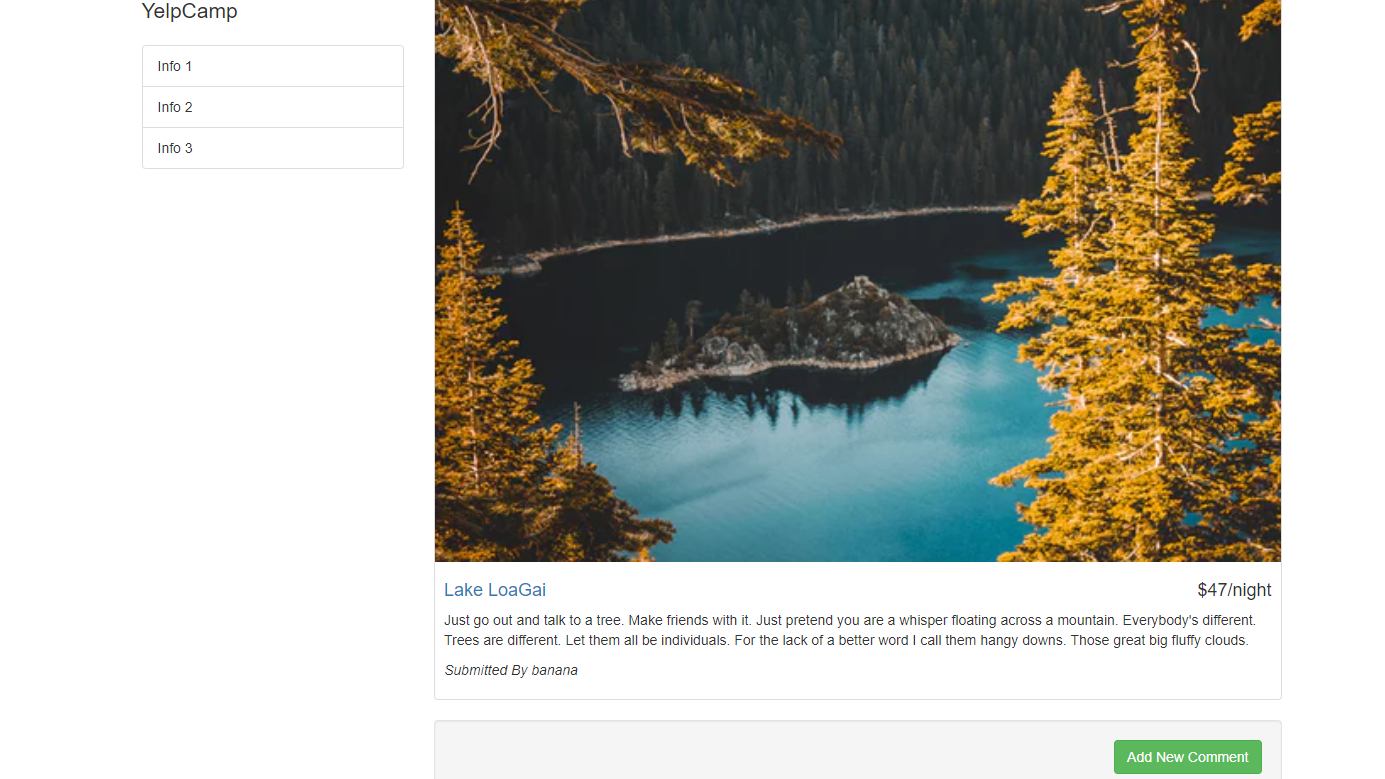 YelpCamp
Info 1
Info 2
Info 3
Lake LoaGai
$47/night
Just go out and talk to a tree. Make friends with it. Just pretend you are a whisper floating across a mountain. Everybody's different.
Trees are different. Let them all be individuals. For the lack of a better word I call them hangy downs. Those great big fluffy clouds.
Submitted By banana
Add New Comment